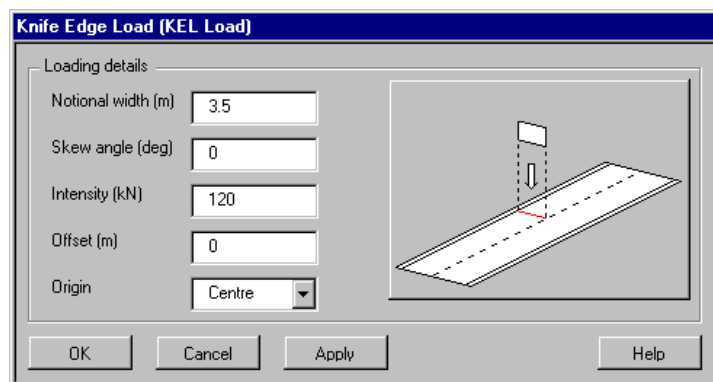 Knife Edge Load (KEL Load)
Loading details
Notional width (m) 3.5
Skew angle (deg) 0
Intensity (kN) 120
Offset (m) 0
Origin Centre
OK Cancel Apply Help